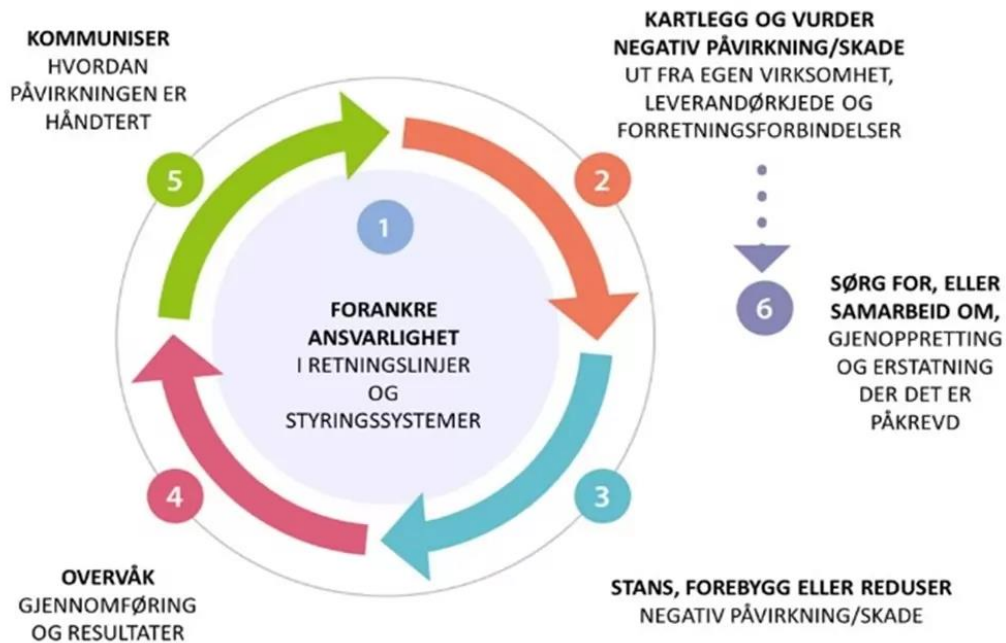 1
FORANKRE
ANSVARLIGHET
I RETNINGSLINJER
OG
STYRINGSSYSTEMER
2
KARTLEGG OG VURDER
NEGATIV PÅVIRKNING/SKADE
UT FRA EGEN VIRKSOMHET,
LEVERANDØRKJEDE OG
FORRETNINGSFORBINDELSER
3
STANS, FOREBYGG ELLER REDUSER
NEGATIV PÅVIRKNING/SKADE
4
OVERVÅK
GJENNOMFØRING
OG RESULTATER
5
KOMMUNISER
HVORDAN
PÅVIRKNINGEN ER
HÅNDTERT
6
SØRG FOR, ELLER
SAMARBEID OM,
GJENOPPRETTING
OG ERSTATNING
DER DET ER
PÅKREVD